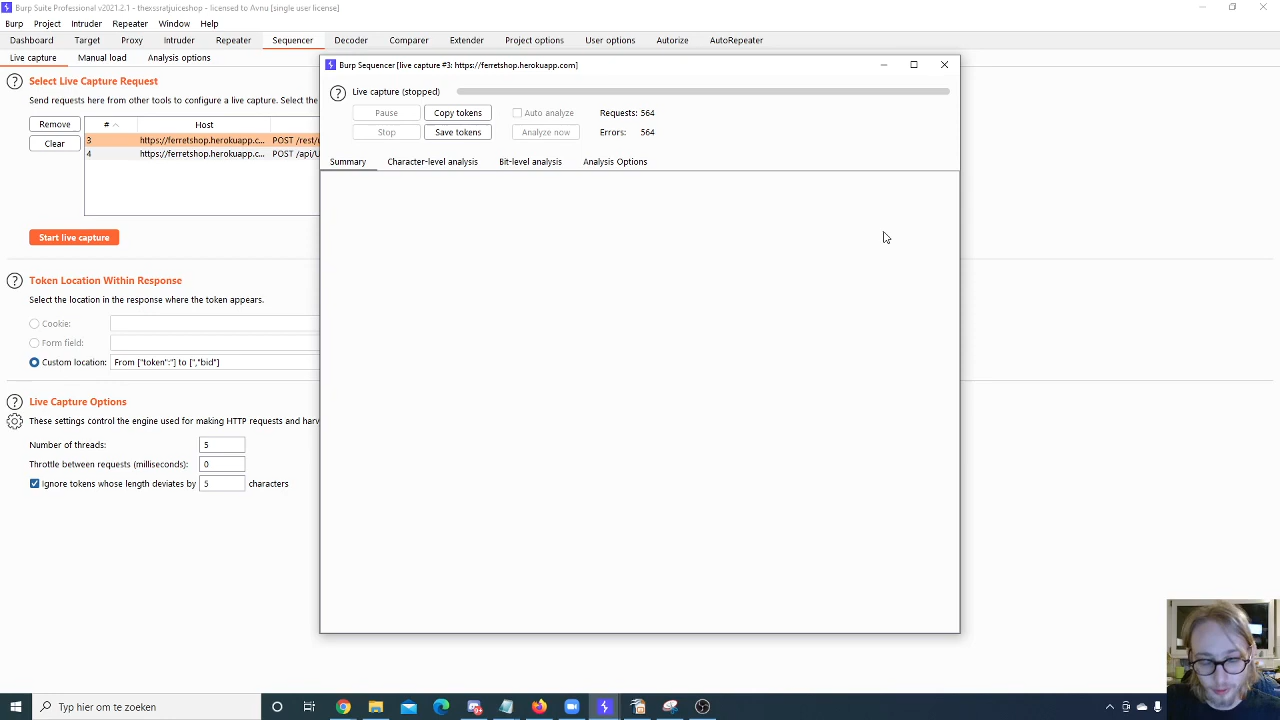 Burp Suite Professional v2021.2.1 - thexssratjuiceshop - licensed to Avnu [single user license]
Burp Project Intruder Repeater Window Help
Dashboard Target Proxy Intruder Repeater Sequencer Decoder Comparer Extender Project options User options Autorize AutoRepeater
Live capture Manual load Analysis options
Select Live Capture Request
Send requests here from other tools to configure a live capture. Select the
Remove
Clear
# Host
3 https://ferretshop.herokuapp.c... POST /rest/
4 https://ferretshop.herokuapp.c... POST /api/U
Start live capture
Token Location Within Response
Select the location in the response where the token appears.
Cookie:
Form field:
Custom location: From ["token":"] to [","bid"]
Live Capture Options
These settings control the engine used for making HTTP requests and harv
Number of threads: 5
Throttle between requests (milliseconds): 0
Ignore tokens whose length deviates by 5 characters
Burp Sequencer [live capture #3: https://ferretshop.herokuapp.com]
Live capture (stopped)
Pause Copy tokens Auto analyze Requests: 564
Stop Save tokens Analyze now Errors: 564
Summary Character-level analysis Bit-level analysis Analysis Options
Typ hier om te zoeken